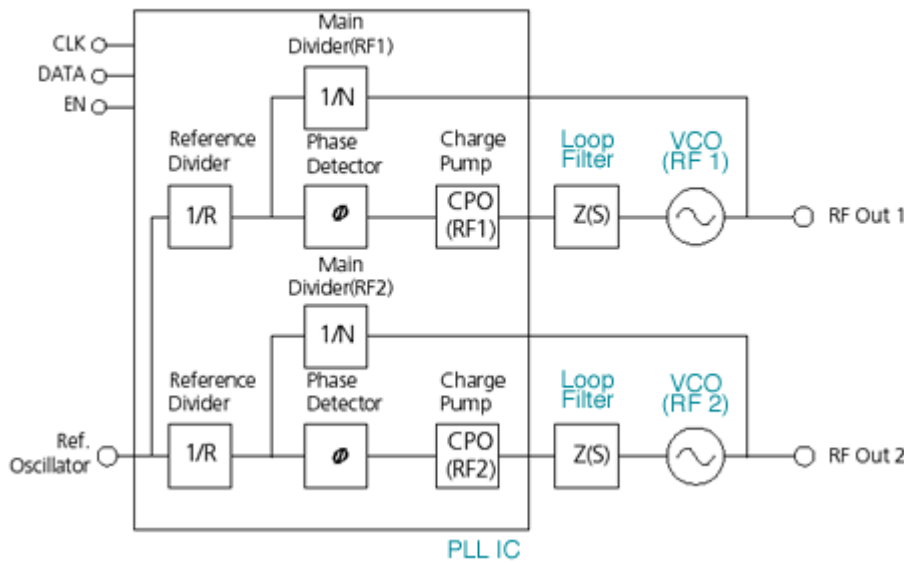 Main
Divider(RF1)
CLK
DATA
EN
1/N
Reference
Divider
Phase
Detector
Charge
Pump
Loop
Filter
VCO
(RF 1)
1/R
Φ
CPO
(RF1)
Z(S)
RF Out 1
Main
Divider(RF2)
1/N
Reference
Divider
Phase
Detector
Charge
Pump
Loop
Filter
VCO
(RF 2)
Ref.
Oscillator
1/R
Φ
CPO
(RF2)
Z(S)
RF Out 2
PLL IC